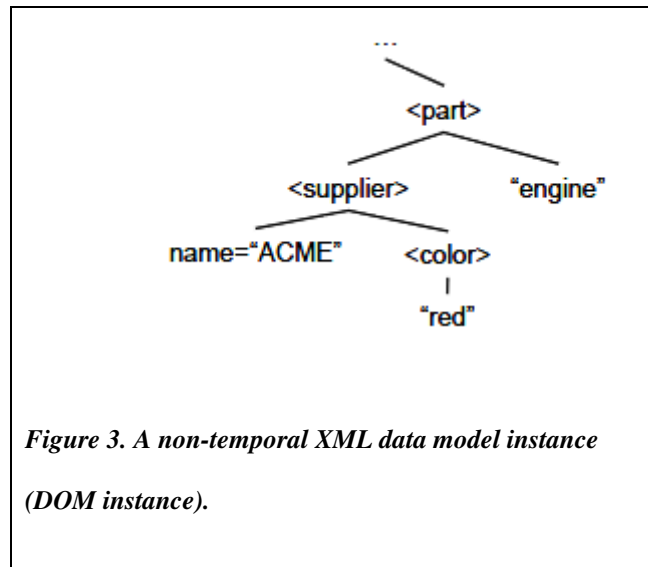 ...
<part>
<supplier> “engine”
name=“ACME” <color>
“red”
Figure 3. A non-temporal XML data model instance
(DOM instance).